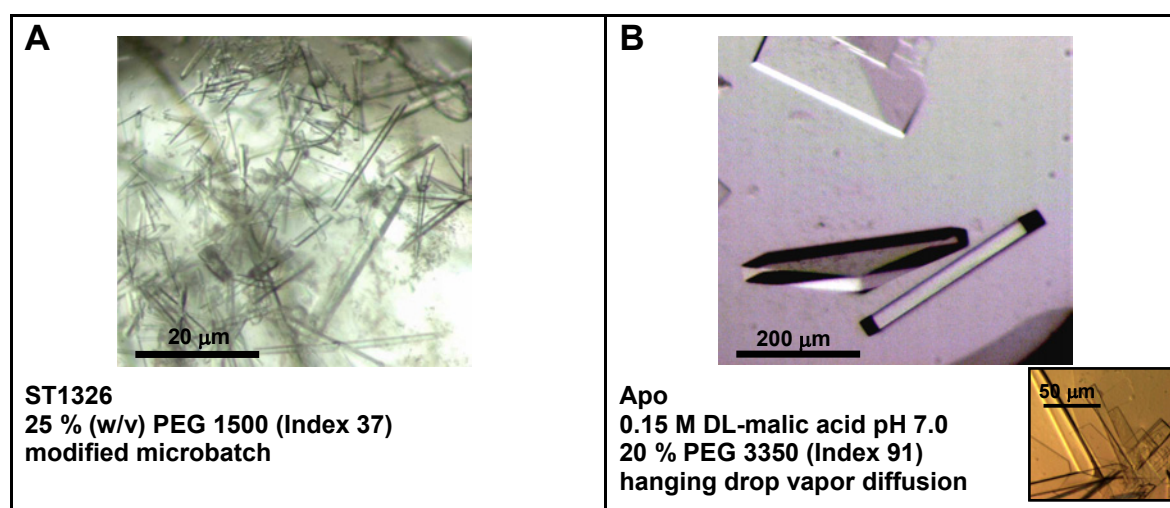 A
20 μm
ST1326
25 % (w/v) PEG 1500 (Index 37)
modified microbatch
B
200 μm
Apo
0.15 M DL-malic acid pH 7.0
20 % PEG 3350 (Index 91)
hanging drop vapor diffusion
50 μm